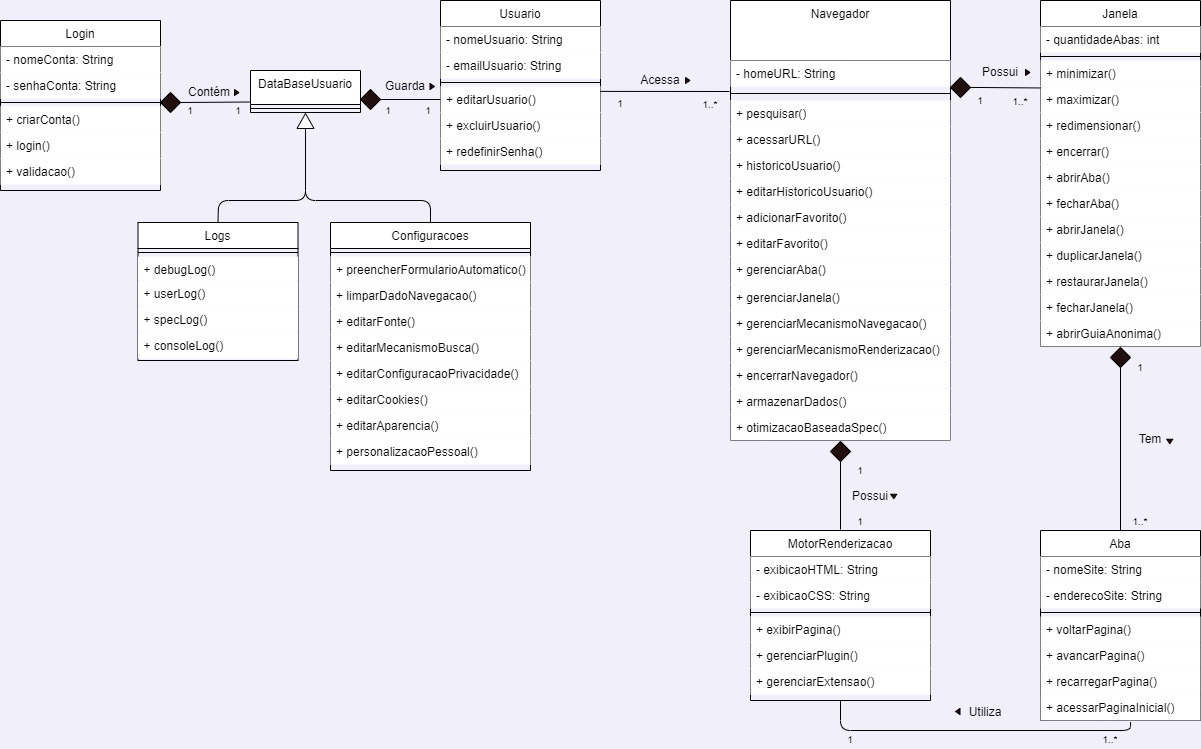 Login
- nomeConta: String
- senhaConta: String
+ criarConta()
+ login()
+ validacao()
Contém
1
1
DataBaseUsuario
Guarda
1
1
Usuario
- nomeUsuario: String
- emailUsuario: String
+ editarUsuario()
+ excluirUsuario()
+ redefinirSenha()
Acessa
1
1..*
Navegador
- homeURL: String
+ pesquisar()
+ acessarURL()
+ historicoUsuario()
+ editarHistoricoUsuario()
+ adicionarFavorito()
+ editarFavorito()
+ gerenciarAba()
+ gerenciarJanela()
+ gerenciarMecanismoNavegacao()
+ gerenciarMecanismoRenderizacao()
+ encerrarNavegador()
+ armazenarDados()
+ otimizacaoBaseadaSpec()
Possui
1
1..*
Janela
- quantidadeAbas: int
+ minimizar()
+ maximizar()
+ redimensionar()
+ encerrar()
+ abrirAba()
+ fecharAba()
+ abrirJanela()
+ duplicarJanela()
+ restaurarJanela()
+ fecharJanela()
+ abrirGuiaAnonima()
Logs
+ debugLog()
+ userLog()
+ specLog()
+ consoleLog()
Configuracoes
+ preencherFormularioAutomatico()
+ limparDadoNavegacao()
+ editarFonte()
+ editarMecanismoBusca()
+ editarConfiguracaoPrivacidade()
+ editarCookies()
+ editarAparencia()
+ personalizacaoPessoal()
1
Possui
1
1
Tem
1..*
MotorRenderizacao
- exibicaoHTML: String
- exibicaoCSS: String
+ exibirPagina()
+ gerenciarPlugin()
+ gerenciarExtensao()
Aba
- nomeSite: String
- enderecoSite: String
+ voltarPagina()
+ avancarPagina()
+ recarregarPagina()
+ acessarPaginaInicial()
Utiliza
1
1..*